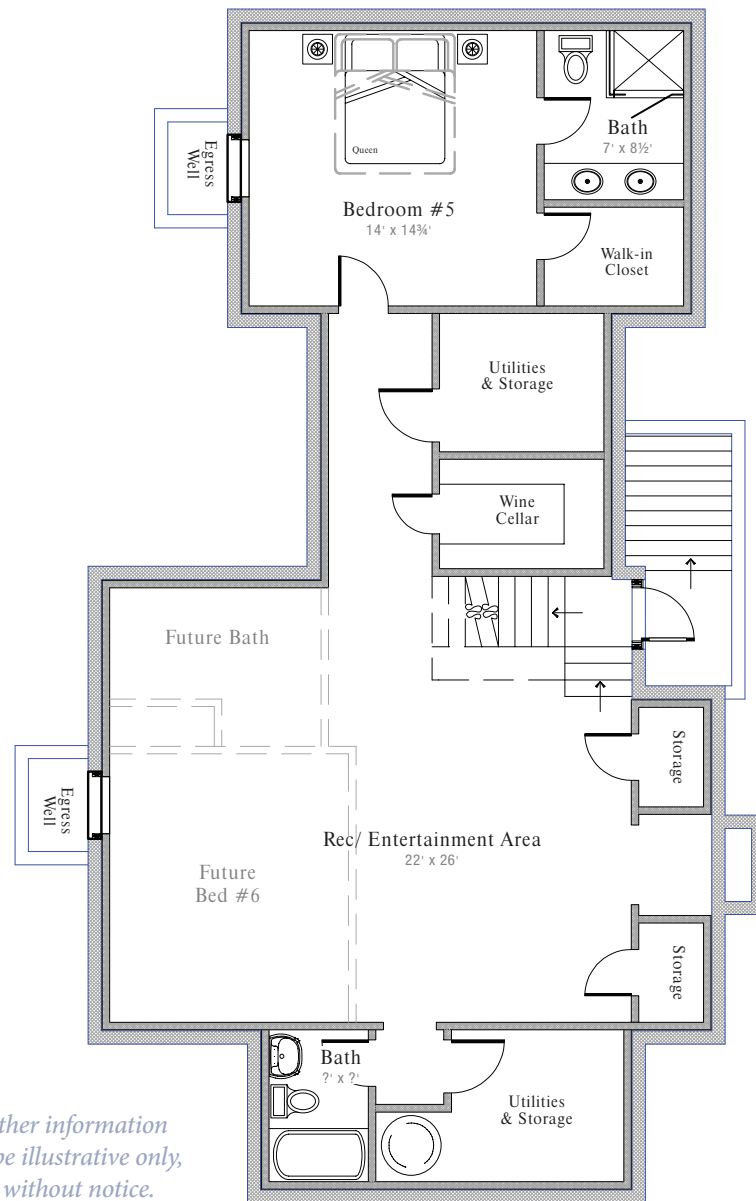 Bath
7' x 8½'
Egress
Well
Queen
Bedroom #5
14' x 14¾'
Walk-in
Closet
Utilities
& Storage
Wine
Cellar
Future Bath
Storage
Egress
Well
Rec/ Entertainment Area
22' x 26'
Future
Bed #6
Storage
Bath
?' x ?'
Utilities
& Storage
ther information
be illustrative only,
without notice.